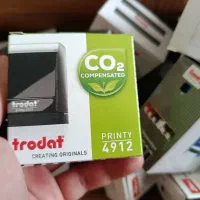 CO2
COMPENSATED
trodat
trodat
CREATING ORIGINALS
PRINTY
4912